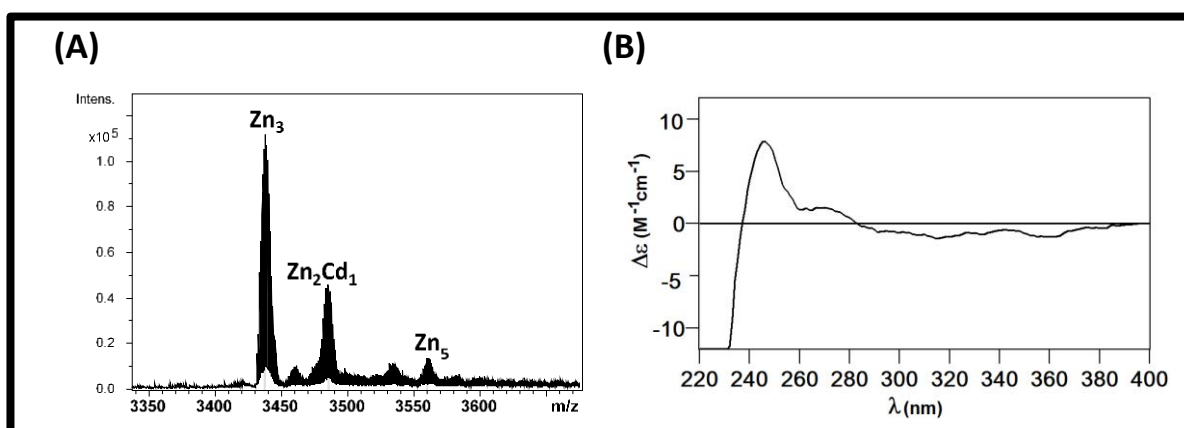 (A)
Intens.
x10⁵
1.0
0.8
0.6
0.4
0.2
0.0
Zn₃
Zn₂Cd₁
Zn₅
3350 3400 3450 3500 3550 3600 m/z
(B)
Δε (M⁻¹cm⁻¹)
10
5
0
-5
-10
220 240 260 280 300 320 340 360 380 400
λ (nm)